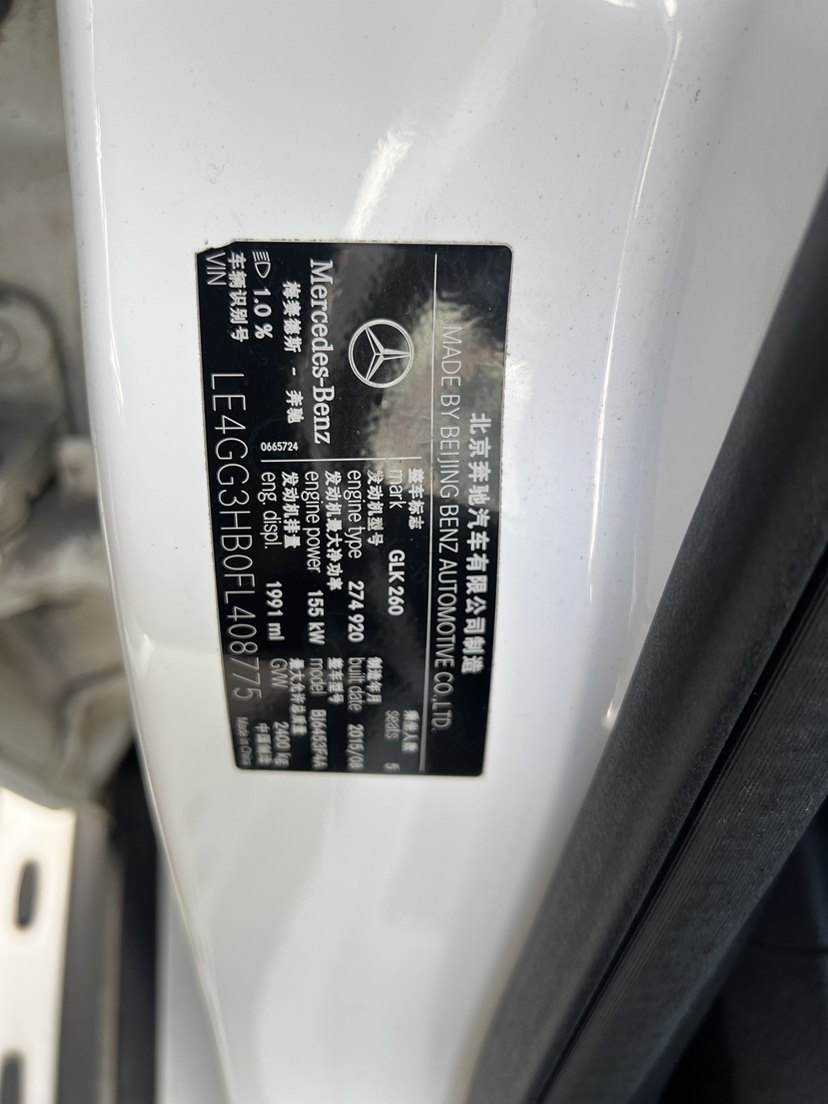 北京奔驰汽车有限公司制造
MADE BY BEIJING BENZ AUTOMOTIVE CO.,LTD.
Mercedes-Benz
梅赛德斯 - 奔驰
1.0 %
0665724
整车标志
mark GLK 260
乘坐人数
seats 5
发动机型号
engine type 274 920
制造年月
built date 2015/08
发动机最大净功率
engine power 155 kW
整车型号
model
发动机排量
eng. displ. 1991 ml
最大允许总质量
GVW 2400 kg
车辆识别号
VIN LE4GG3HB0FL408775
中国制造
Made in China